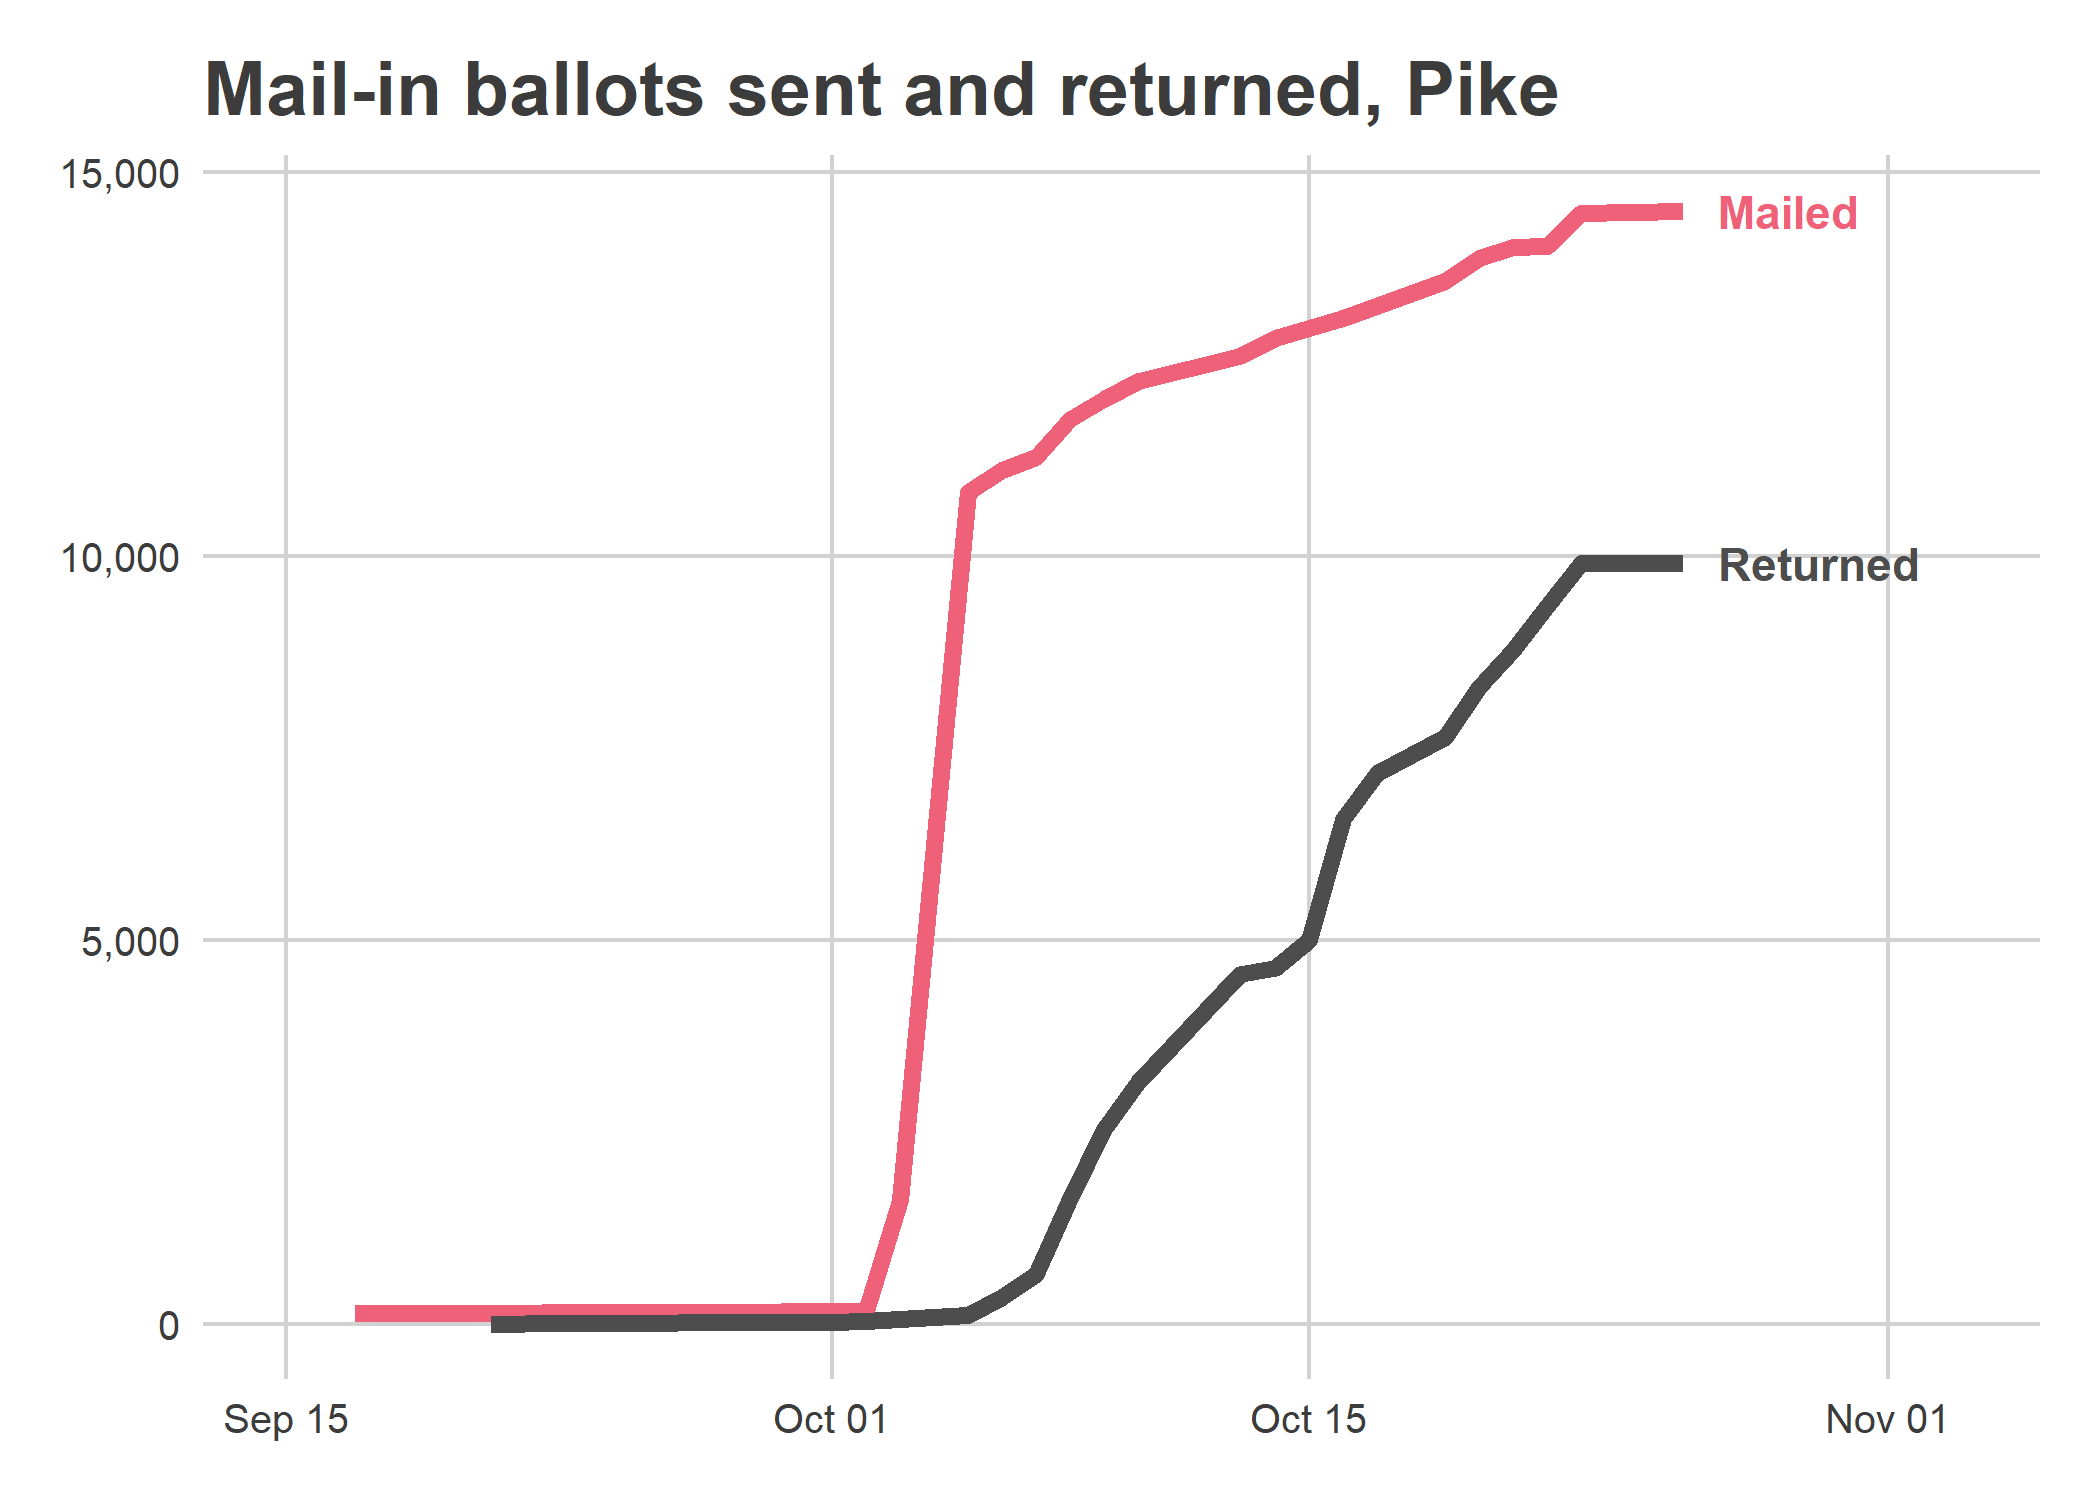 Mail-in ballots sent and returned, Pike
15,000
Mailed
10,000
Returned
5,000
0
Sep 15
Oct 01
Oct 15
Nov 01